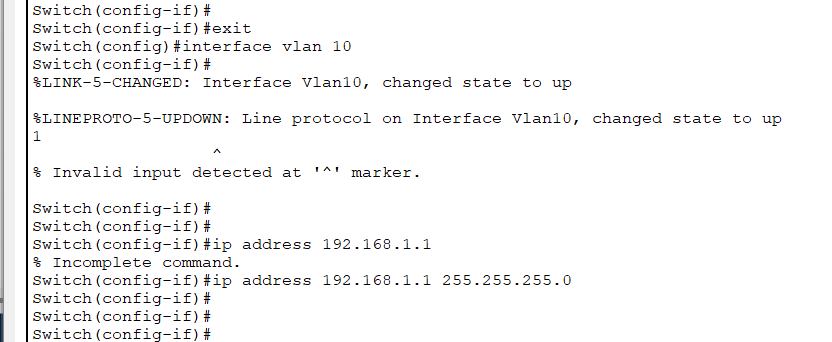 Switch(config-if)#
Switch(config-if)#exit
Switch(config)#interface vlan 10
Switch(config-if)#
%LINK-5-CHANGED: Interface Vlan10, changed state to up
%LINEPROTO-5-UPDOWN: Line protocol on Interface Vlan10, changed state to up
1
^
% Invalid input detected at '^' marker.
Switch(config-if)#
Switch(config-if)#
Switch(config-if)#ip address 192.168.1.1
% Incomplete command.
Switch(config-if)#ip address 192.168.1.1 255.255.255.0
Switch(config-if)#
Switch(config-if)#
Switch(config-if)#